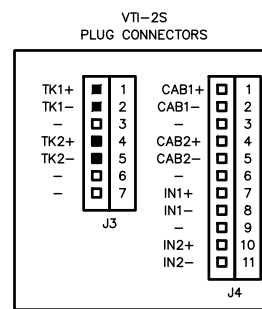 VTI-2S
PLUG CONNECTORS
TK1+ 1
TK1- 2
- 3
TK2+ 4
TK2- 5
- 6
- 7
J3
CAB1+ 1
CAB1- 2
- 3
CAB2+ 4
CAB2- 5
- 6
IN1+ 7
IN1- 8
- 9
IN2+ 10
IN2- 11
J4